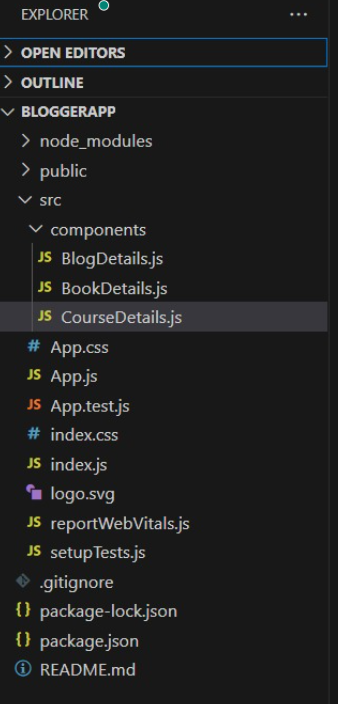 EXPLORER ...
OPEN EDITORS
OUTLINE
BLOGGERAPP
node_modules
public
src
components
JS BlogDetails.js
JS BookDetails.js
JS CourseDetails.js
# App.css
JS App.js
JS App.test.js
# index.css
JS index.js
logo.svg
JS reportWebVitals.js
JS setupTests.js
.gitignore
{} package-lock.json
{} package.json
README.md